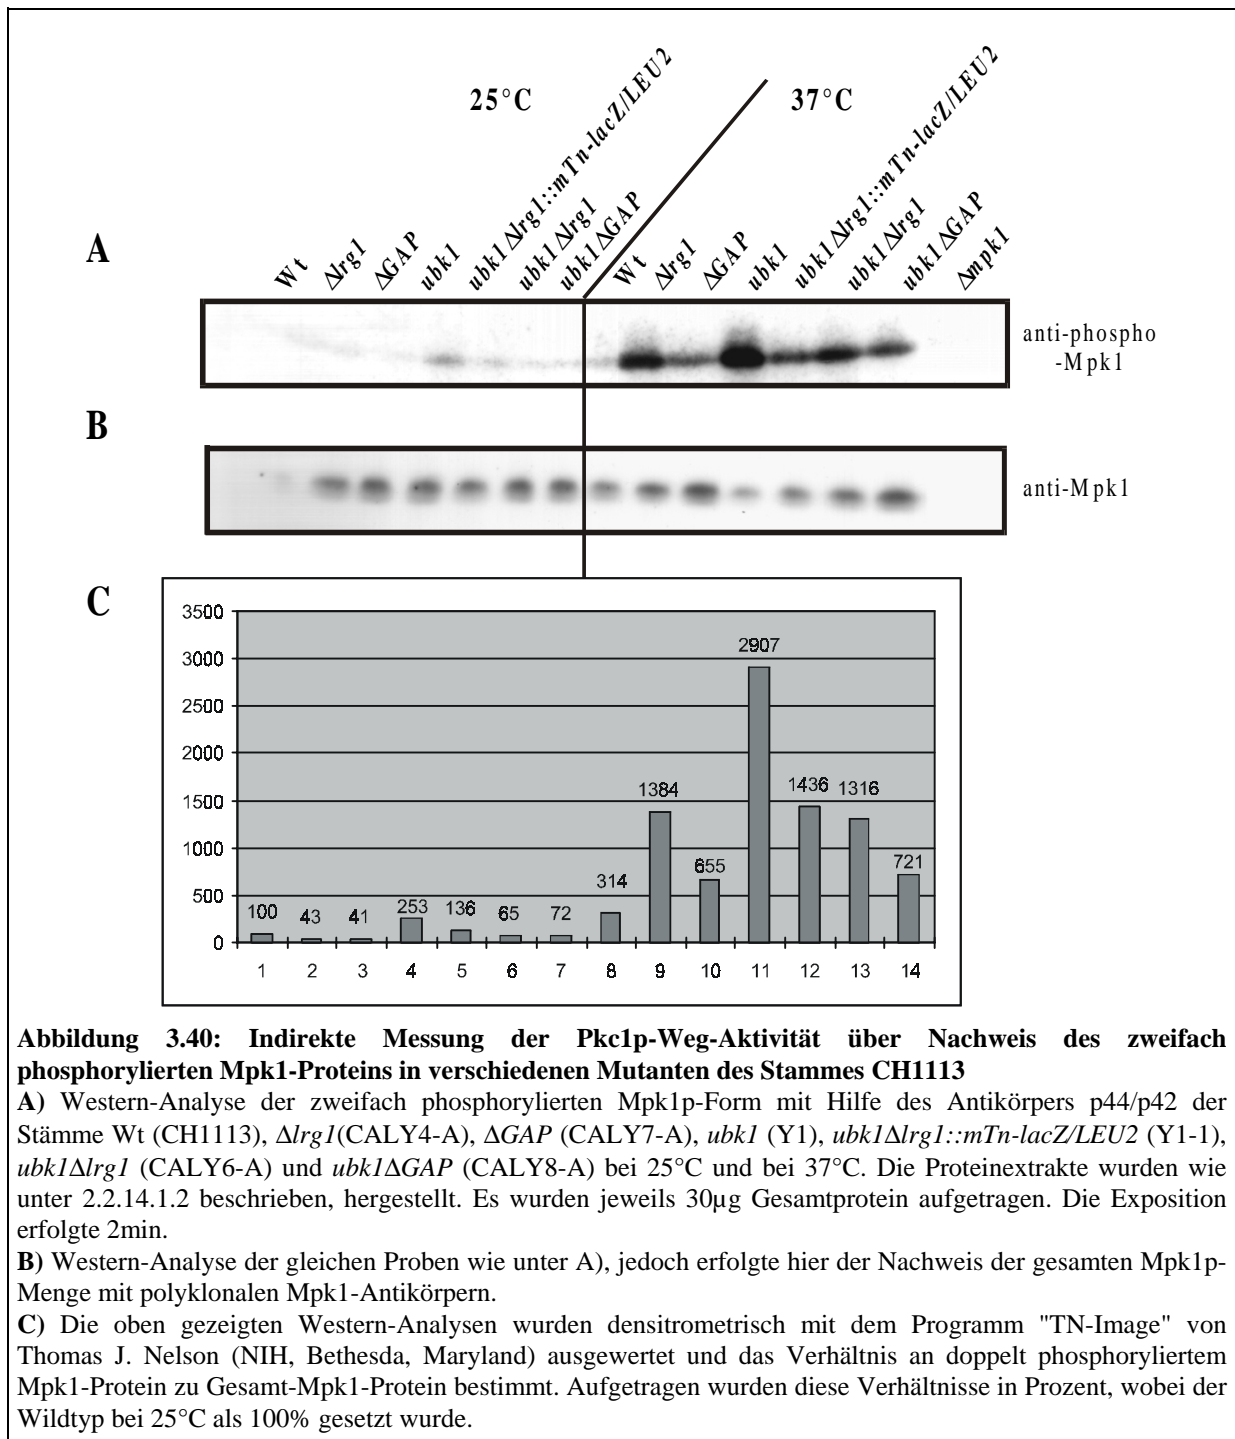 25°C
37°C
A
Wt
Δlrg1
ΔGAP
ubk1
ubk1Δlrg1::mTn-lacZ/LEU2
ubk1Δlrg1
ubk1ΔGAP
Wt
Δlrg1
ΔGAP
ubk1
ubk1Δlrg1::mTn-lacZ/LEU2
ubk1Δlrg1
ubk1ΔGAP
Δmpk1
anti-phospho
-Mpk1
B
anti-Mpk1
C
3500
3000
2500
2000
1500
1000
500
0
100
43
41
253
136
65
72
314
1384
655
2907
1436
1316
721
1
2
3
4
5
6
7
8
9
10
11
12
13
14
Abbildung 3.40: Indirekte Messung der Pkc1p-Weg-Aktivität über Nachweis des zweifach
phosphorylierten Mpk1-Proteins in verschiedenen Mutanten des Stammes CH1113
A) Western-Analyse der zweifach phosphorylierten Mpk1p-Form mit Hilfe des Antikörpers p44/p42 der
Stämme Wt (CH1113), Δlrg1(CALY4-A), ΔGAP (CALY7-A), ubk1 (Y1), ubk1Δlrg1::mTn-lacZ/LEU2 (Y1-1),
ubk1Δlrg1 (CALY6-A) und ubk1ΔGAP (CALY8-A) bei 25°C und bei 37°C. Die Proteinextrakte wurden wie
unter 2.2.14.1.2 beschrieben, hergestellt. Es wurden jeweils 30µg Gesamtprotein aufgetragen. Die Exposition
erfolgte 2min.
B) Western-Analyse der gleichen Proben wie unter A), jedoch erfolgte hier der Nachweis der gesamten Mpk1p-
Menge mit polyklonalen Mpk1-Antikörpern.
C) Die oben gezeigten Western-Analysen wurden densitrometrisch mit dem Programm "TN-Image" von
Thomas J. Nelson (NIH, Bethesda, Maryland) ausgewertet und das Verhältnis an doppelt phosphoryliertem
Mpk1-Protein zu Gesamt-Mpk1-Protein bestimmt. Aufgetragen wurden diese Verhältnisse in Prozent, wobei der
Wildtyp bei 25°C als 100% gesetzt wurde.